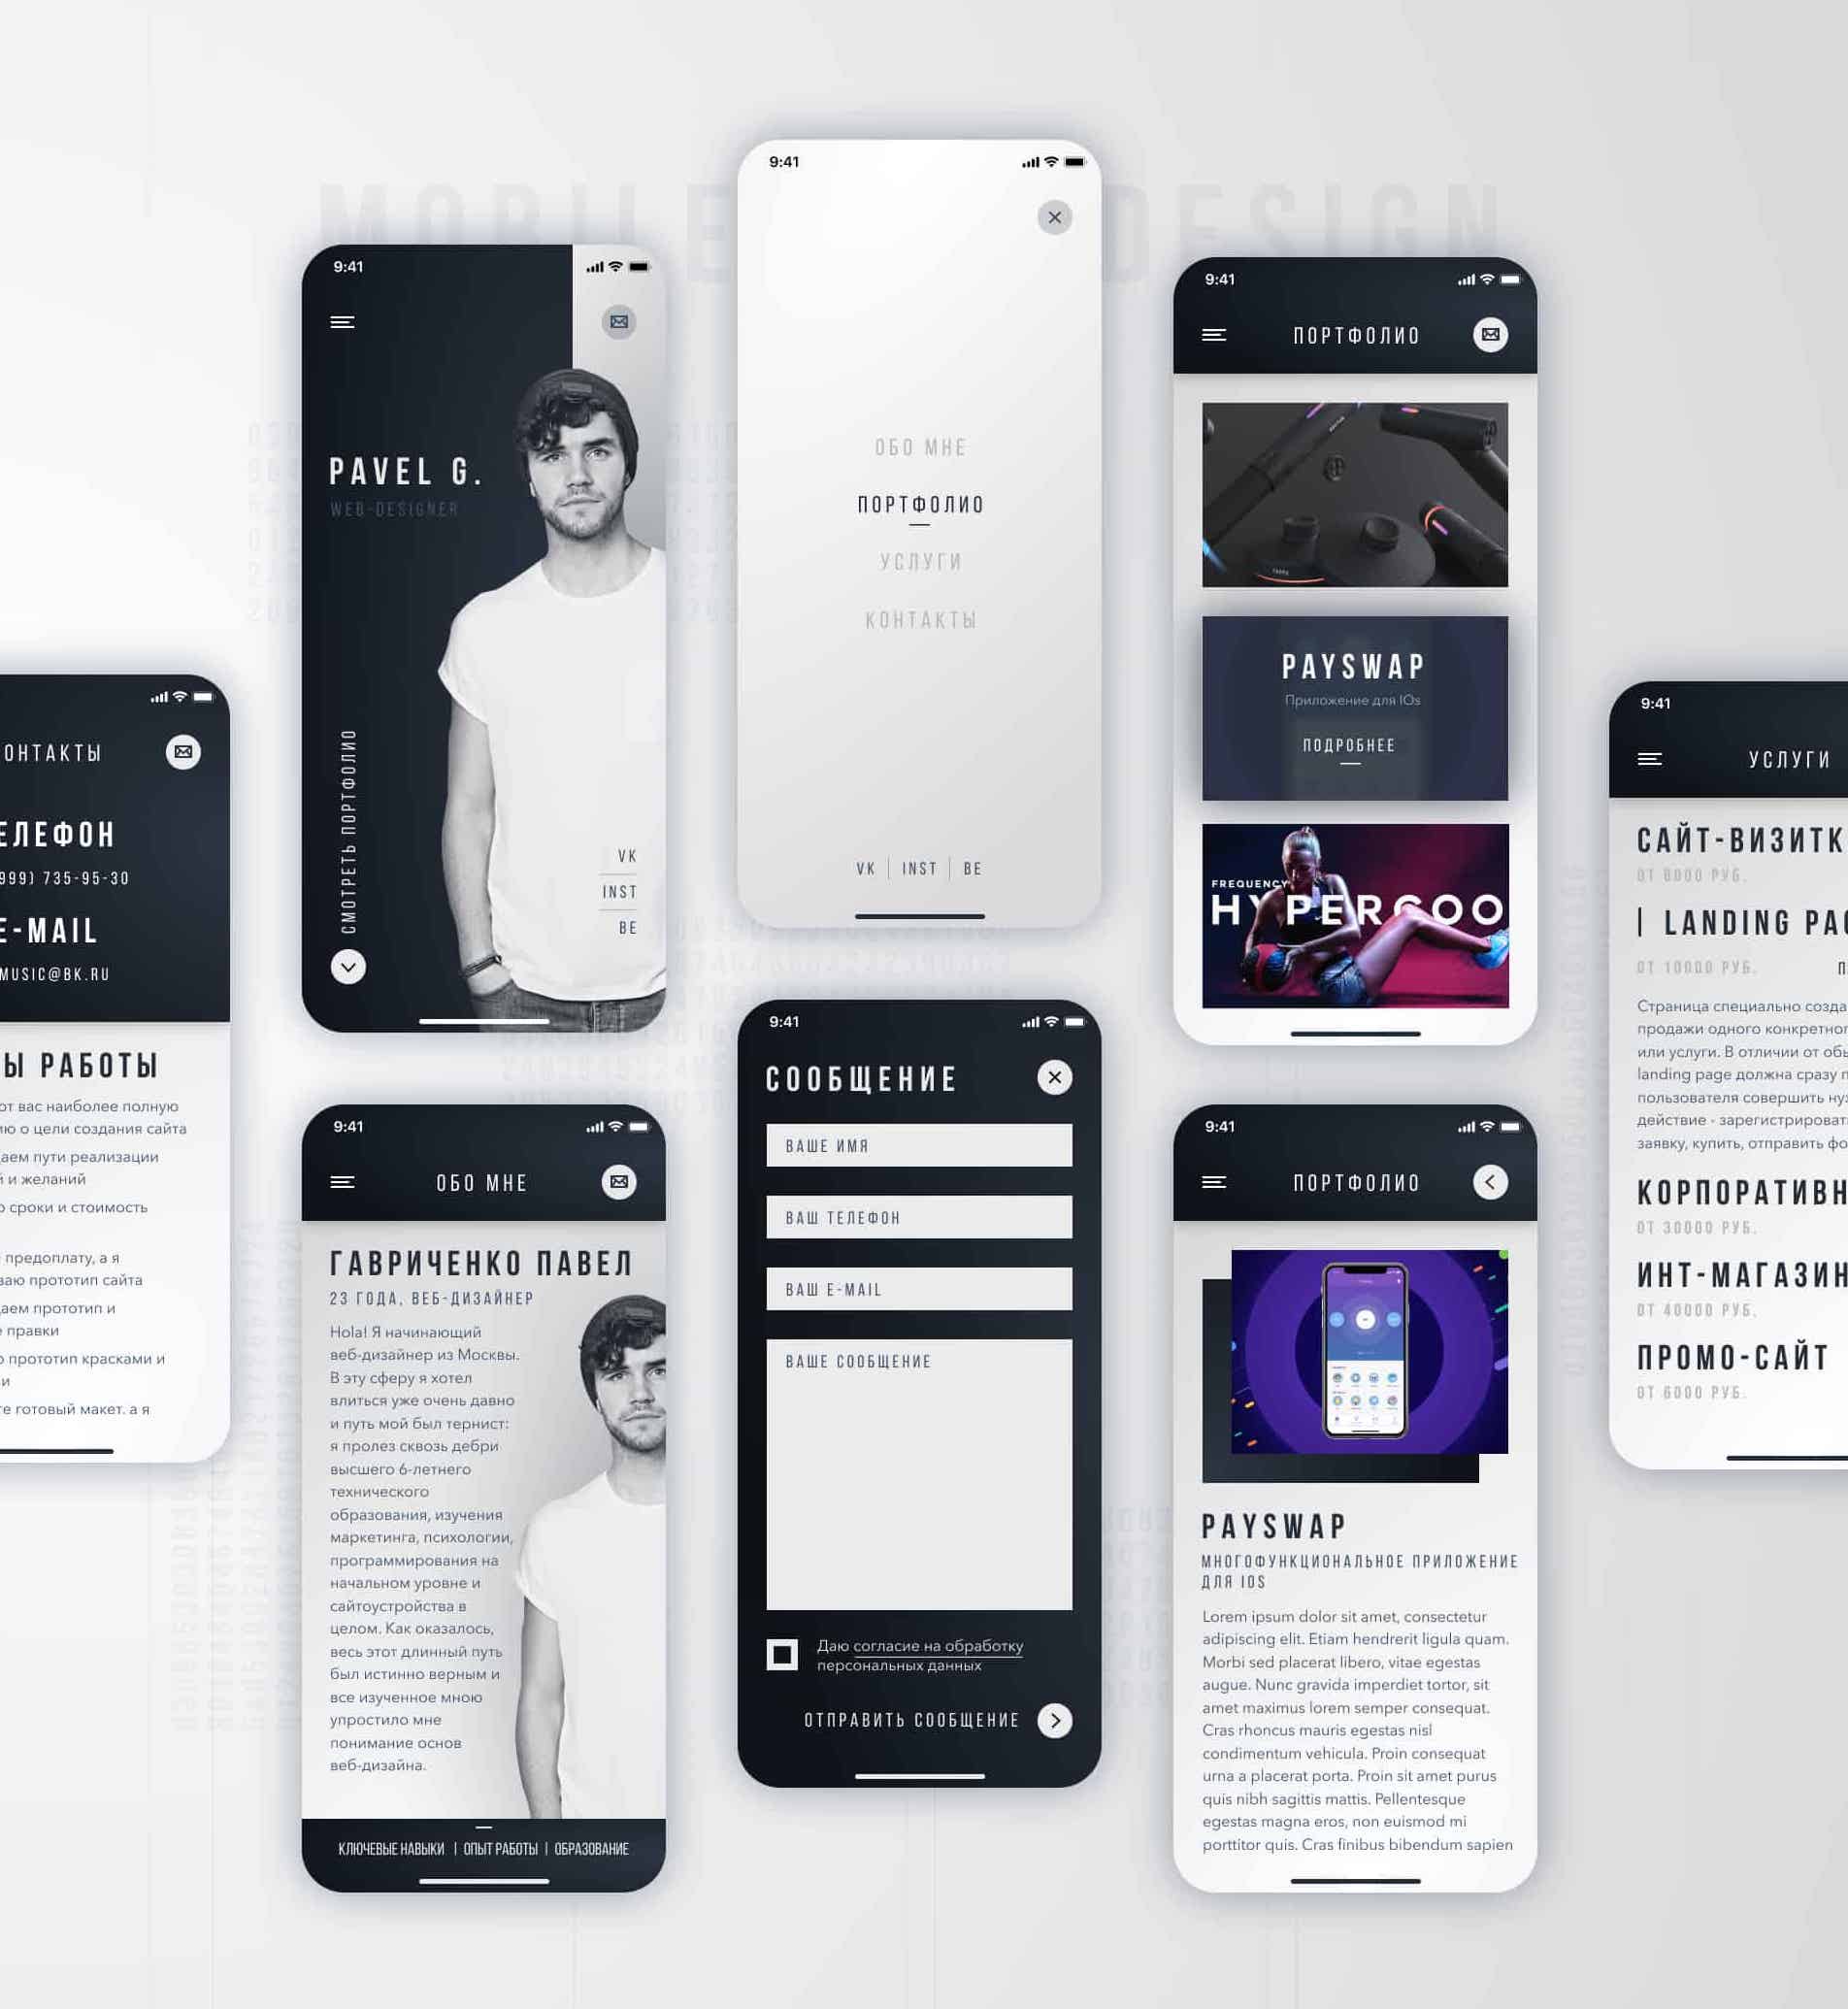 MOBILE DESIGN
9:41
PAVEL G.
WEB-DESIGNER
СМОТРЕТЬ ПОРТФОЛИО
VK
INST
BE
9:41
ОБО МНЕ
ПОРТФОЛИО
УСЛУГИ
КОНТАКТЫ
VK | INST | BE
9:41
ПОРТФОЛИО
PAYSWAP
Приложение для IOs
ПОДРОБНЕЕ
FREQUENCY
HYPERCOO
ОНТАКТЫ
ЕЛЕФОН
999) 735-95-30
E-MAIL
MUSIC@BK.RU
Ы РАБОТЫ
от вас наиболее полную
ию о цели создания сайта
даем пути реализации
й и желаний
о сроки и стоимость
предоплату, а я
ваю прототип сайта
даем прототип и
е правки
о прототип красками и
и
те готовый макет. а я
9:41
ОБО МНЕ
ГАВРИЧЕНКО ПАВЕЛ
23 ГОДА, ВЕБ-ДИЗАЙНЕР
Hola! Я начинающий
веб-дизайнер из Москвы.
В эту сферу я хотел
влиться уже очень давно
и путь мой был тернист:
я пролез сквозь дебри
высшего 6-летнего
технического
образования, изучения
маркетинга, психологии,
программирования на
начальном уровне и
сайтоустройства в
целом. Как оказалось,
весь этот длинный путь
был истинно верным и
все изученное мною
упростило мне
понимание основ
веб-дизайна.
КЛЮЧЕВЫЕ НАВЫКИ | ОПЫТ РАБОТЫ | ОБРАЗОВАНИЕ
9:41
СООБЩЕНИЕ
ВАШЕ ИМЯ
ВАШ ТЕЛЕФОН
ВАШ E-MAIL
ВАШЕ СООБЩЕНИЕ
Даю согласие на обработку
персональных данных
ОТПРАВИТЬ СООБЩЕНИЕ
9:41
ПОРТФОЛИО
PAYSWAP
МНОГОФУНКЦИОНАЛЬНОЕ ПРИЛОЖЕНИЕ
ДЛЯ IOS
Lorem ipsum dolor sit amet, consectetur
adipiscing elit. Etiam hendrerit ligula quam.
Morbi sed placerat libero, vitae egestas
augue. Nunc gravida imperdiet tortor, sit
amet maximus lorem semper consequat.
Cras rhoncus mauris egestas nisl
condimentum vehicula. Proin consequat
urna a placerat porta. Proin sit amet purus
quis nibh sagittis mattis. Pellentesque
egestas magna eros, non euismod mi
porttitor quis. Cras finibus bibendum sapien
9:41
УСЛУГИ
САЙТ-ВИЗИТК
ОТ 8000 РУБ.
| LANDING PAG
ОТ 10000 РУБ. П
Страница специально созда
продажи одного конкретног
или услуги. В отличии от обы
landing page должна сразу п
пользователя совершить нуж
действие - зарегистрировать
заявку, купить, отправить фо
КОРПОРАТИВН
ОТ 30000 РУБ.
ИНТ-МАГАЗИН
ОТ 40000 РУБ.
ПРОМО-САЙТ
ОТ 6000 РУБ.